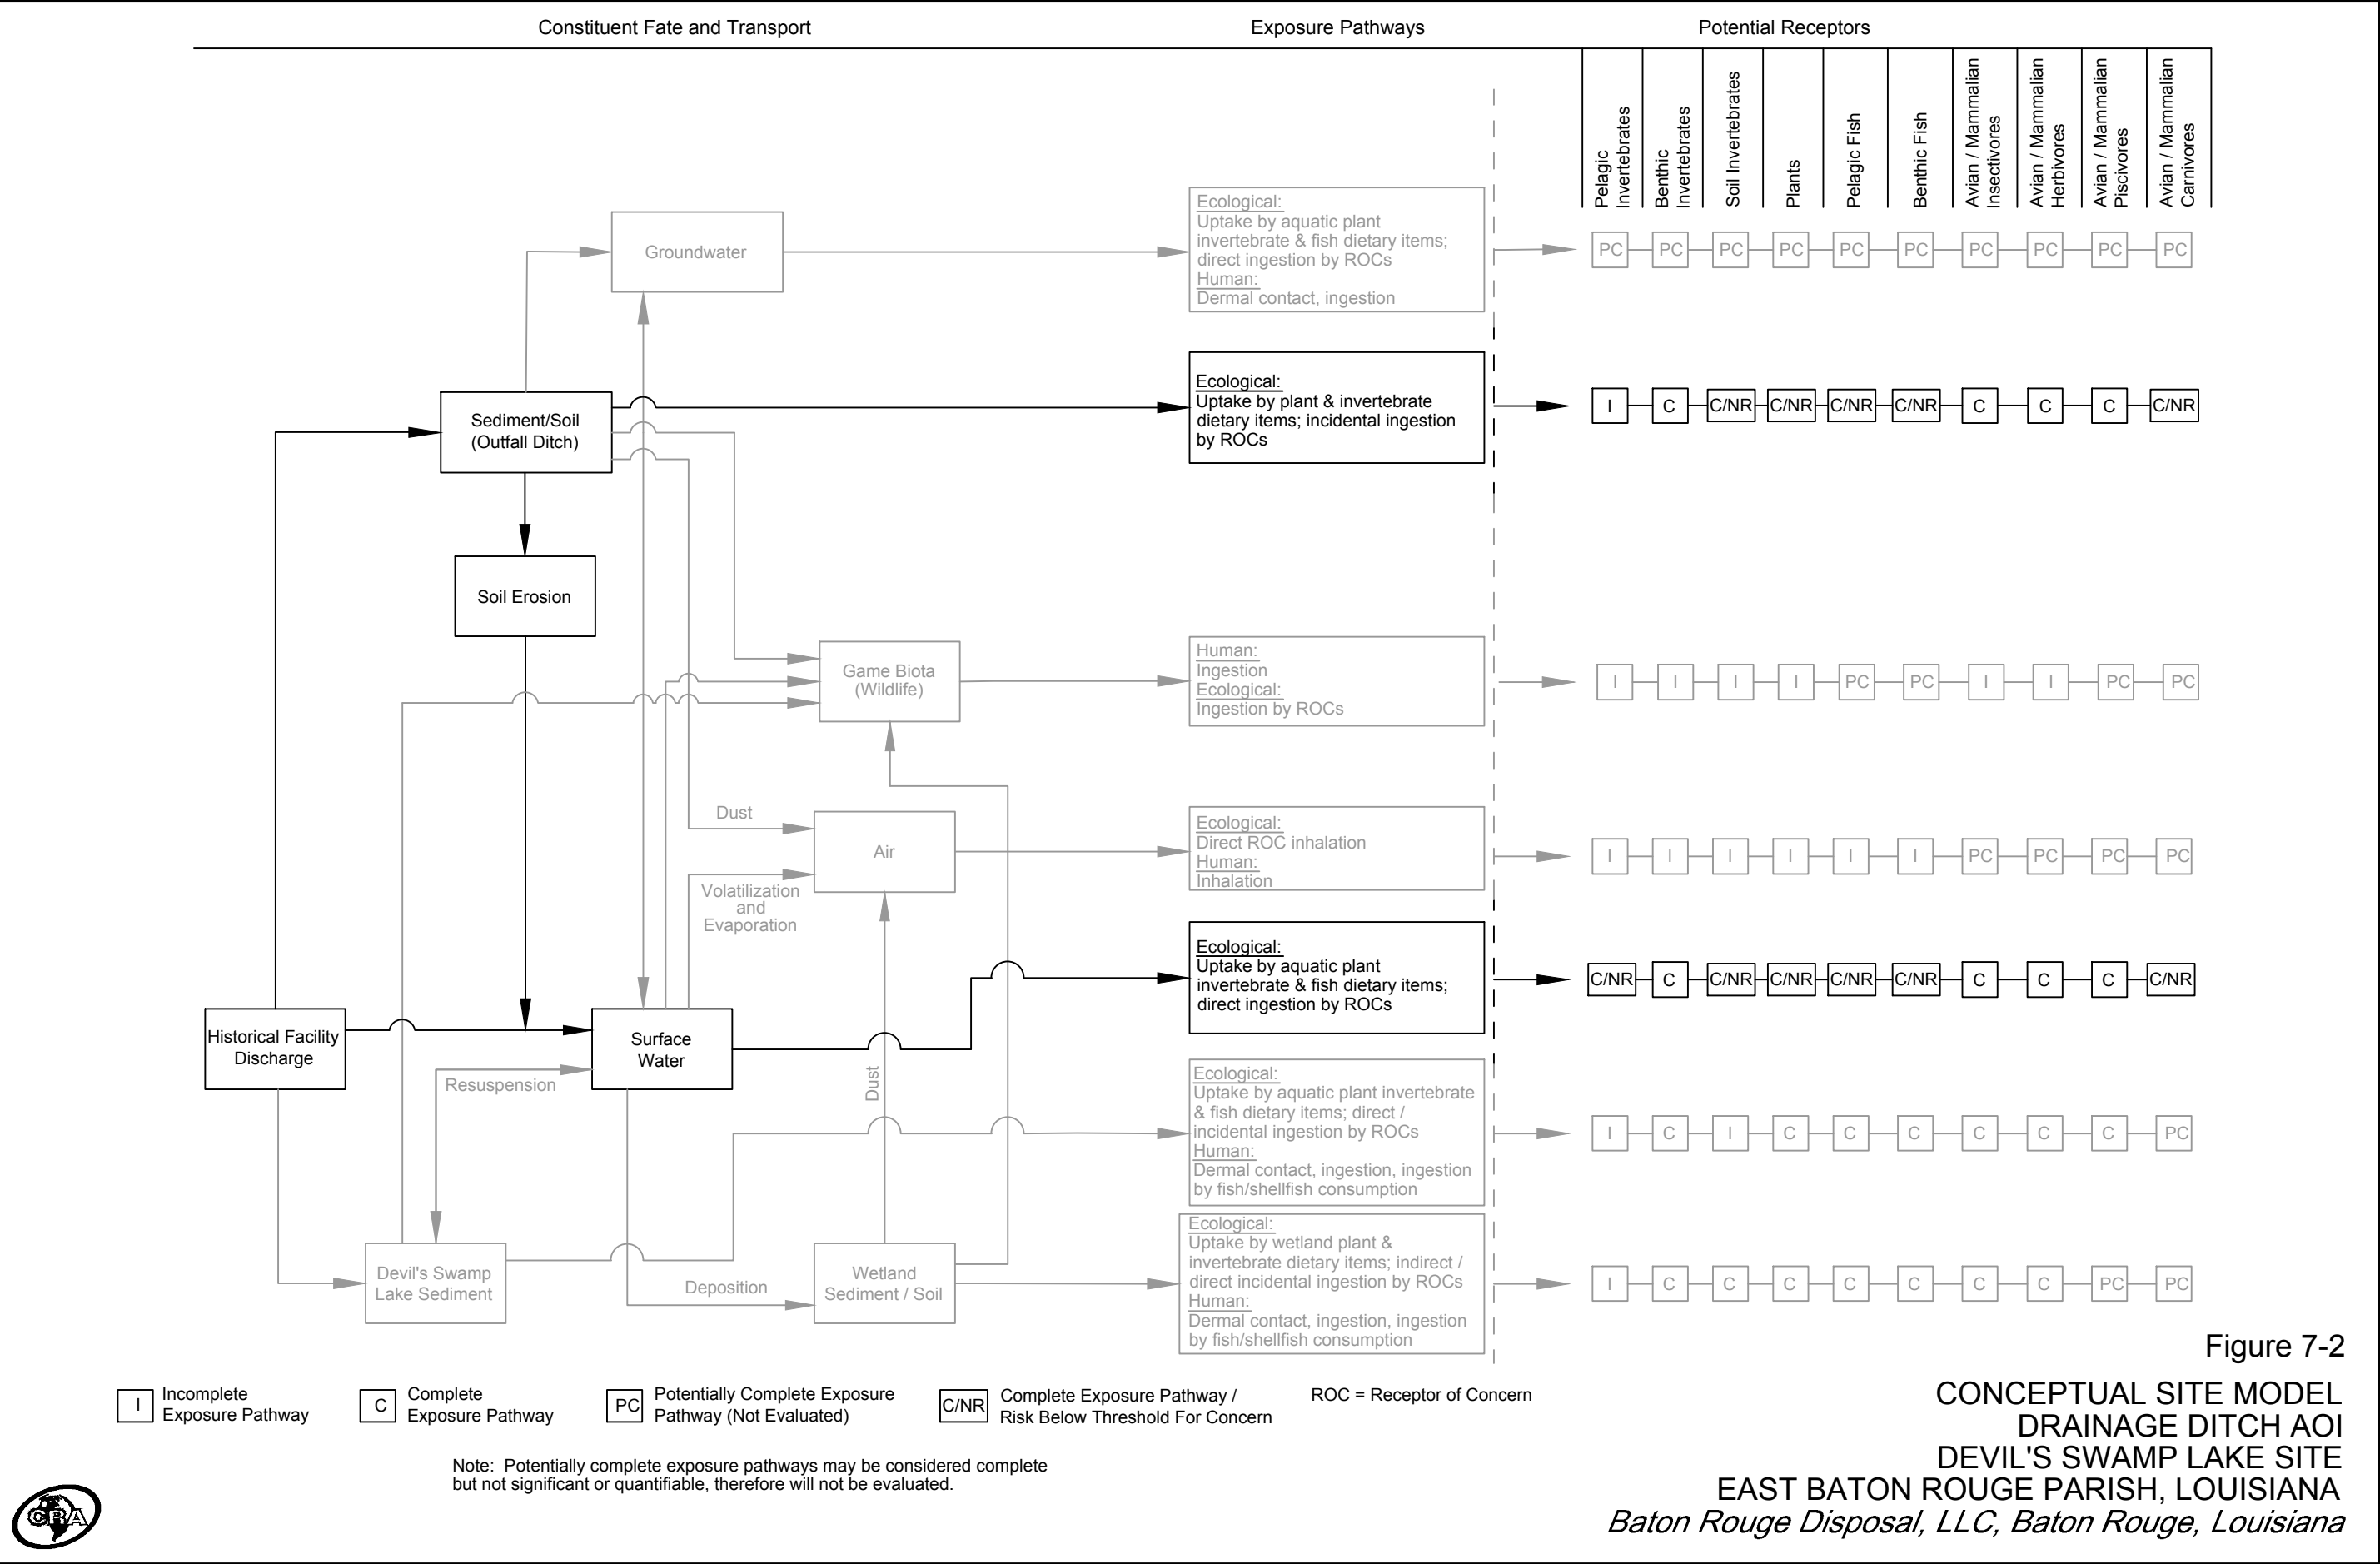 Constituent Fate and Transport
Exposure Pathways
Potential Receptors
Pelagic
Invertebrates
Benthic
Invertebrates
Soil Invertebrates
Plants
Pelagic Fish
Benthic Fish
Avian / Mammalian
Insectivores
Avian / Mammalian
Herbivores
Avian / Mammalian
Piscivores
Avian / Mammalian
Carnivores
Groundwater
Ecological:
Uptake by aquatic plant
invertebrate & fish dietary items;
direct ingestion by ROCs
Human:
Dermal contact, ingestion
PC PC PC PC PC PC PC PC PC PC
Sediment/Soil
(Outfall Ditch)
Ecological:
Uptake by plant & invertebrate
dietary items; incidental ingestion
by ROCs
I C C/NR C/NR C/NR C/NR C C C C/NR
Soil Erosion
Game Biota
(Wildlife)
Human:
Ingestion
Ecological:
Ingestion by ROCs
I I I I PC PC I I PC PC
Dust
Air
Volatilization
and
Evaporation
Ecological:
Direct ROC inhalation
Human:
Inhalation
I I I I I I PC PC PC PC
Historical Facility
Discharge
Surface
Water
Ecological:
Uptake by aquatic plant
invertebrate & fish dietary items;
direct ingestion by ROCs
C/NR C C/NR C/NR C/NR C/NR C C C C/NR
Resuspension
Dust
Ecological:
Uptake by aquatic plant invertebrate
& fish dietary items; direct /
incidental ingestion by ROCs
Human:
Dermal contact, ingestion, ingestion
by fish/shellfish consumption
I C I C C C C C C PC
Devil's Swamp
Lake Sediment
Deposition
Wetland
Sediment / Soil
Ecological:
Uptake by wetland plant &
invertebrate dietary items; indirect /
direct incidental ingestion by ROCs
Human:
Dermal contact, ingestion, ingestion
by fish/shellfish consumption
I C C C C C C C PC PC
I Incomplete
Exposure Pathway
C Complete
Exposure Pathway
PC Potentially Complete Exposure
Pathway (Not Evaluated)
C/NR Complete Exposure Pathway /
Risk Below Threshold For Concern
ROC = Receptor of Concern
Note: Potentially complete exposure pathways may be considered complete
but not significant or quantifiable, therefore will not be evaluated.
CRA
Figure 7-2
CONCEPTUAL SITE MODEL
DRAINAGE DITCH AOI
DEVIL'S SWAMP LAKE SITE
EAST BATON ROUGE PARISH, LOUISIANA
Baton Rouge Disposal, LLC, Baton Rouge, Louisiana